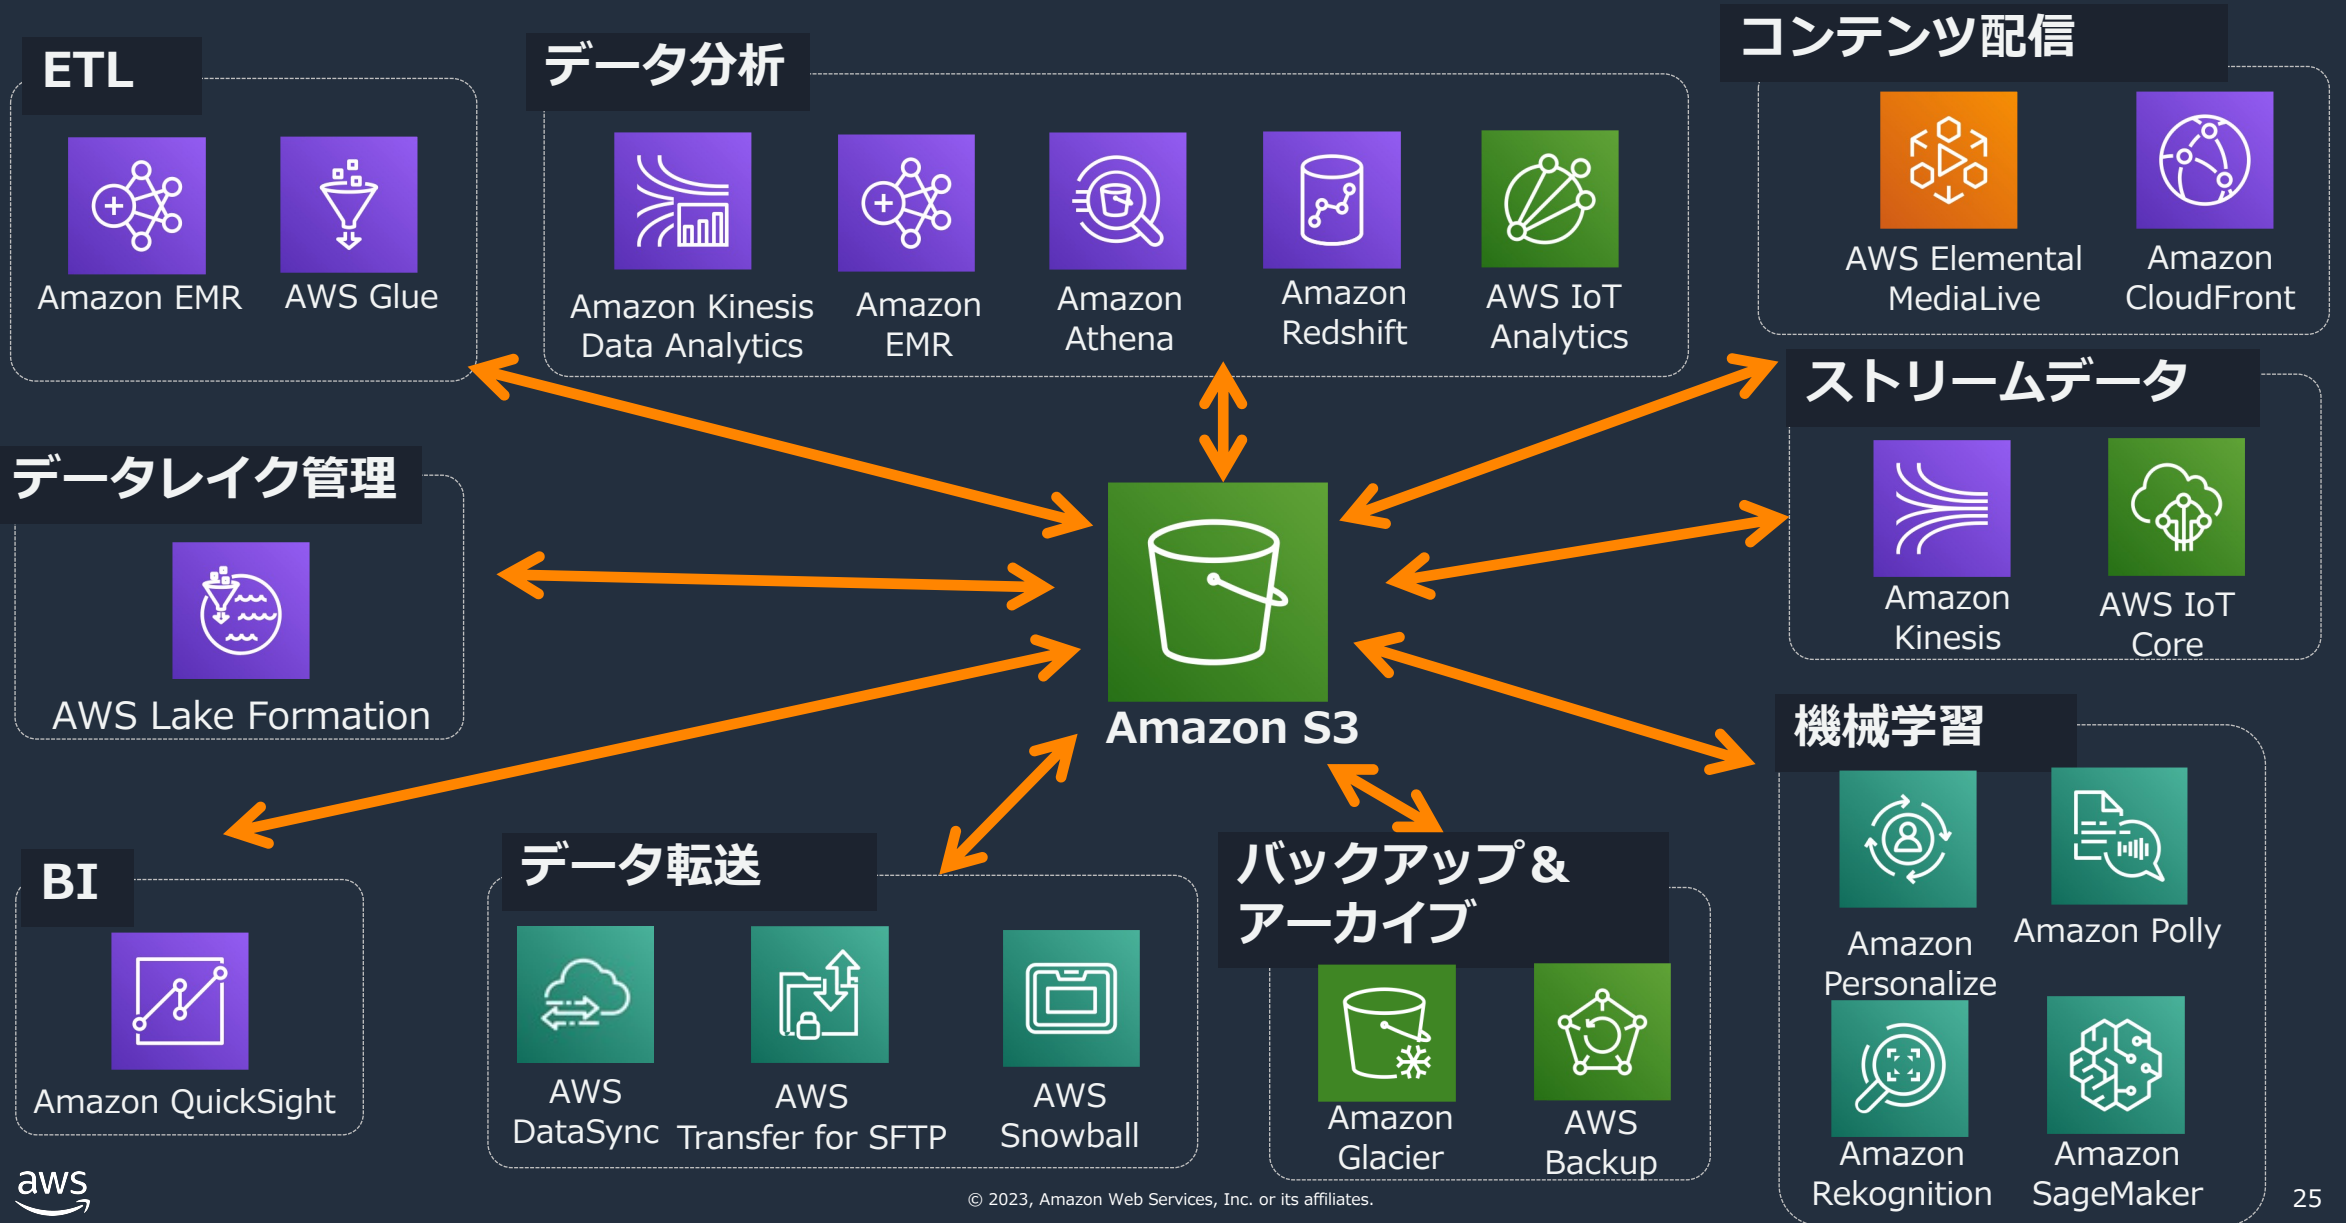 ETL
Amazon EMR
AWS Glue
データ分析
Amazon Kinesis
Data Analytics
Amazon
EMR
Amazon
Athena
Amazon
Redshift
AWS IoT
Analytics
コンテンツ配信
AWS Elemental
MediaLive
Amazon
CloudFront
データレイク管理
AWS Lake Formation
Amazon S3
ストリームデータ
Amazon
Kinesis
AWS IoT
Core
BI
Amazon QuickSight
データ転送
AWS
DataSync
AWS
Transfer for SFTP
AWS
Snowball
バックアップ＆
アーカイブ
Amazon
Glacier
AWS
Backup
機械学習
Amazon
Personalize
Amazon Polly
Amazon
Rekognition
Amazon
SageMaker
aws
© 2023, Amazon Web Services, Inc. or its affiliates.
25